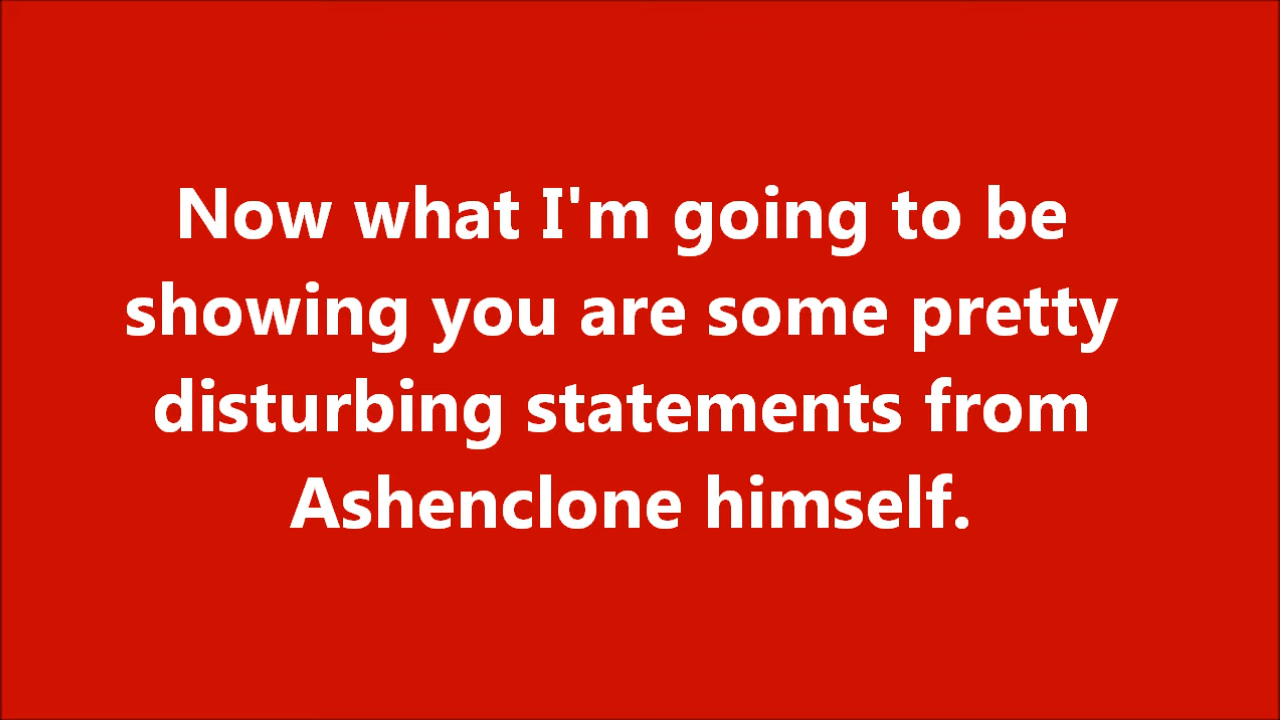 Now what I'm going to be
showing you are some pretty
disturbing statements from
Ashenclone himself.